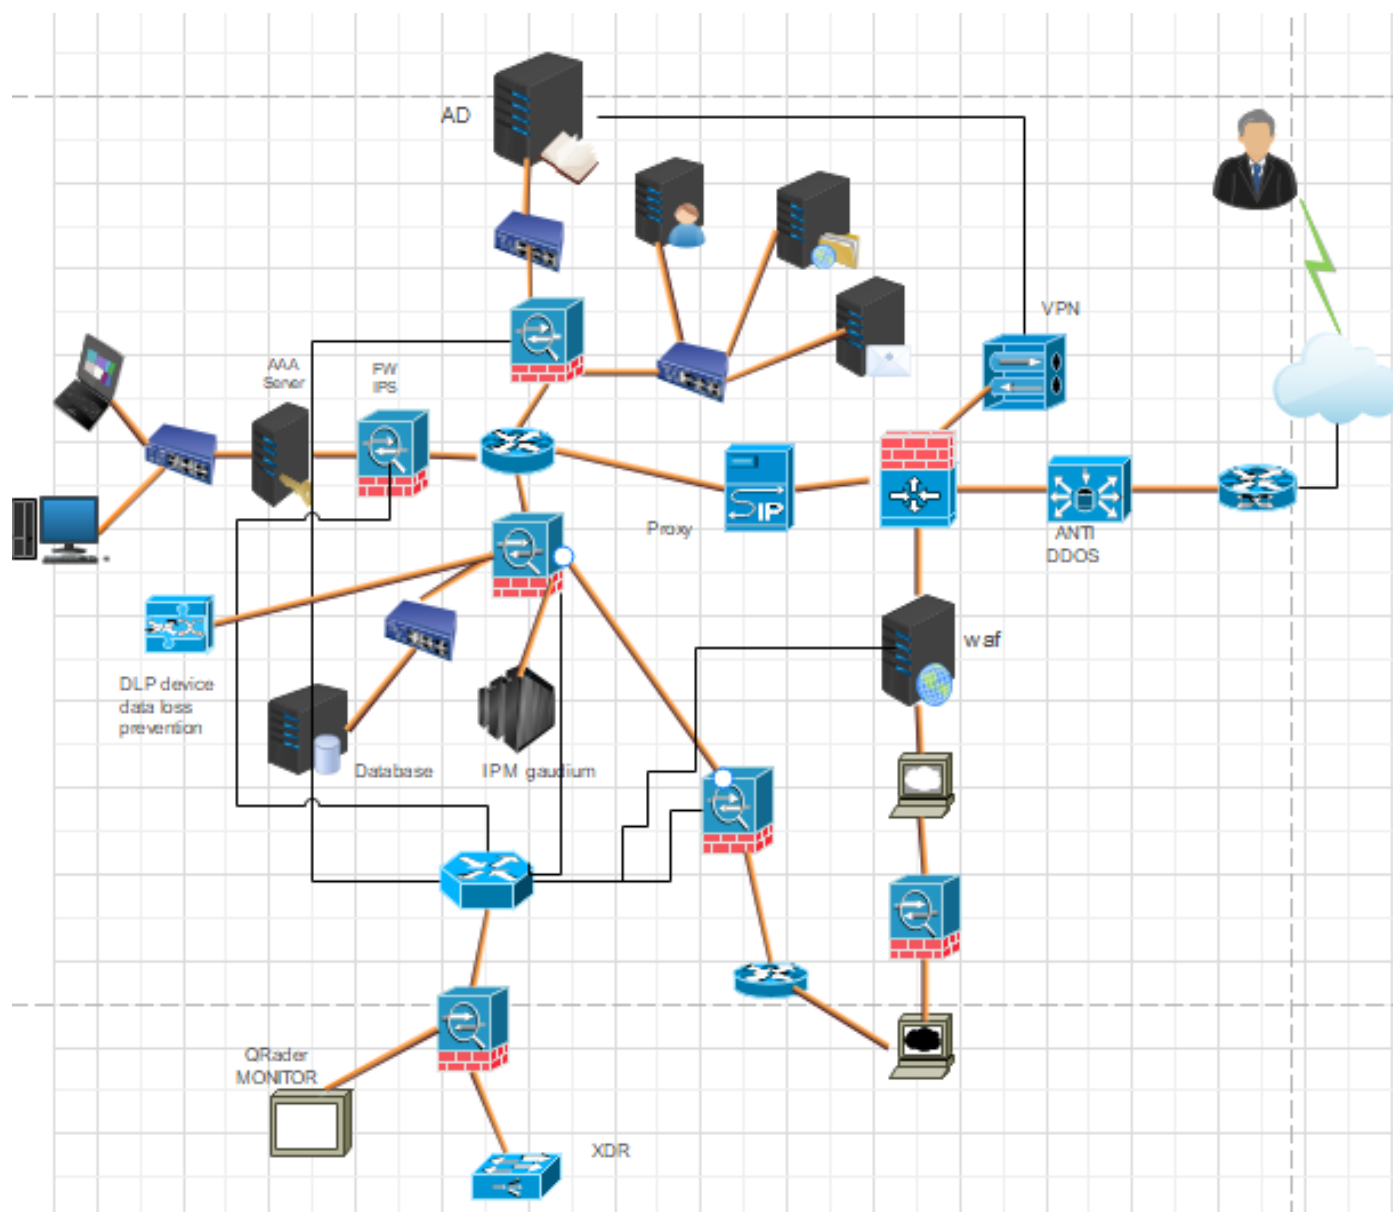 AD
VPN
AAA
Server
FW
IPS
IP
Proxy
ANTI
DDOS
waf
DLP device
data loss
prevention
Database
IPM gaudium
QRader
MONITOR
XDR